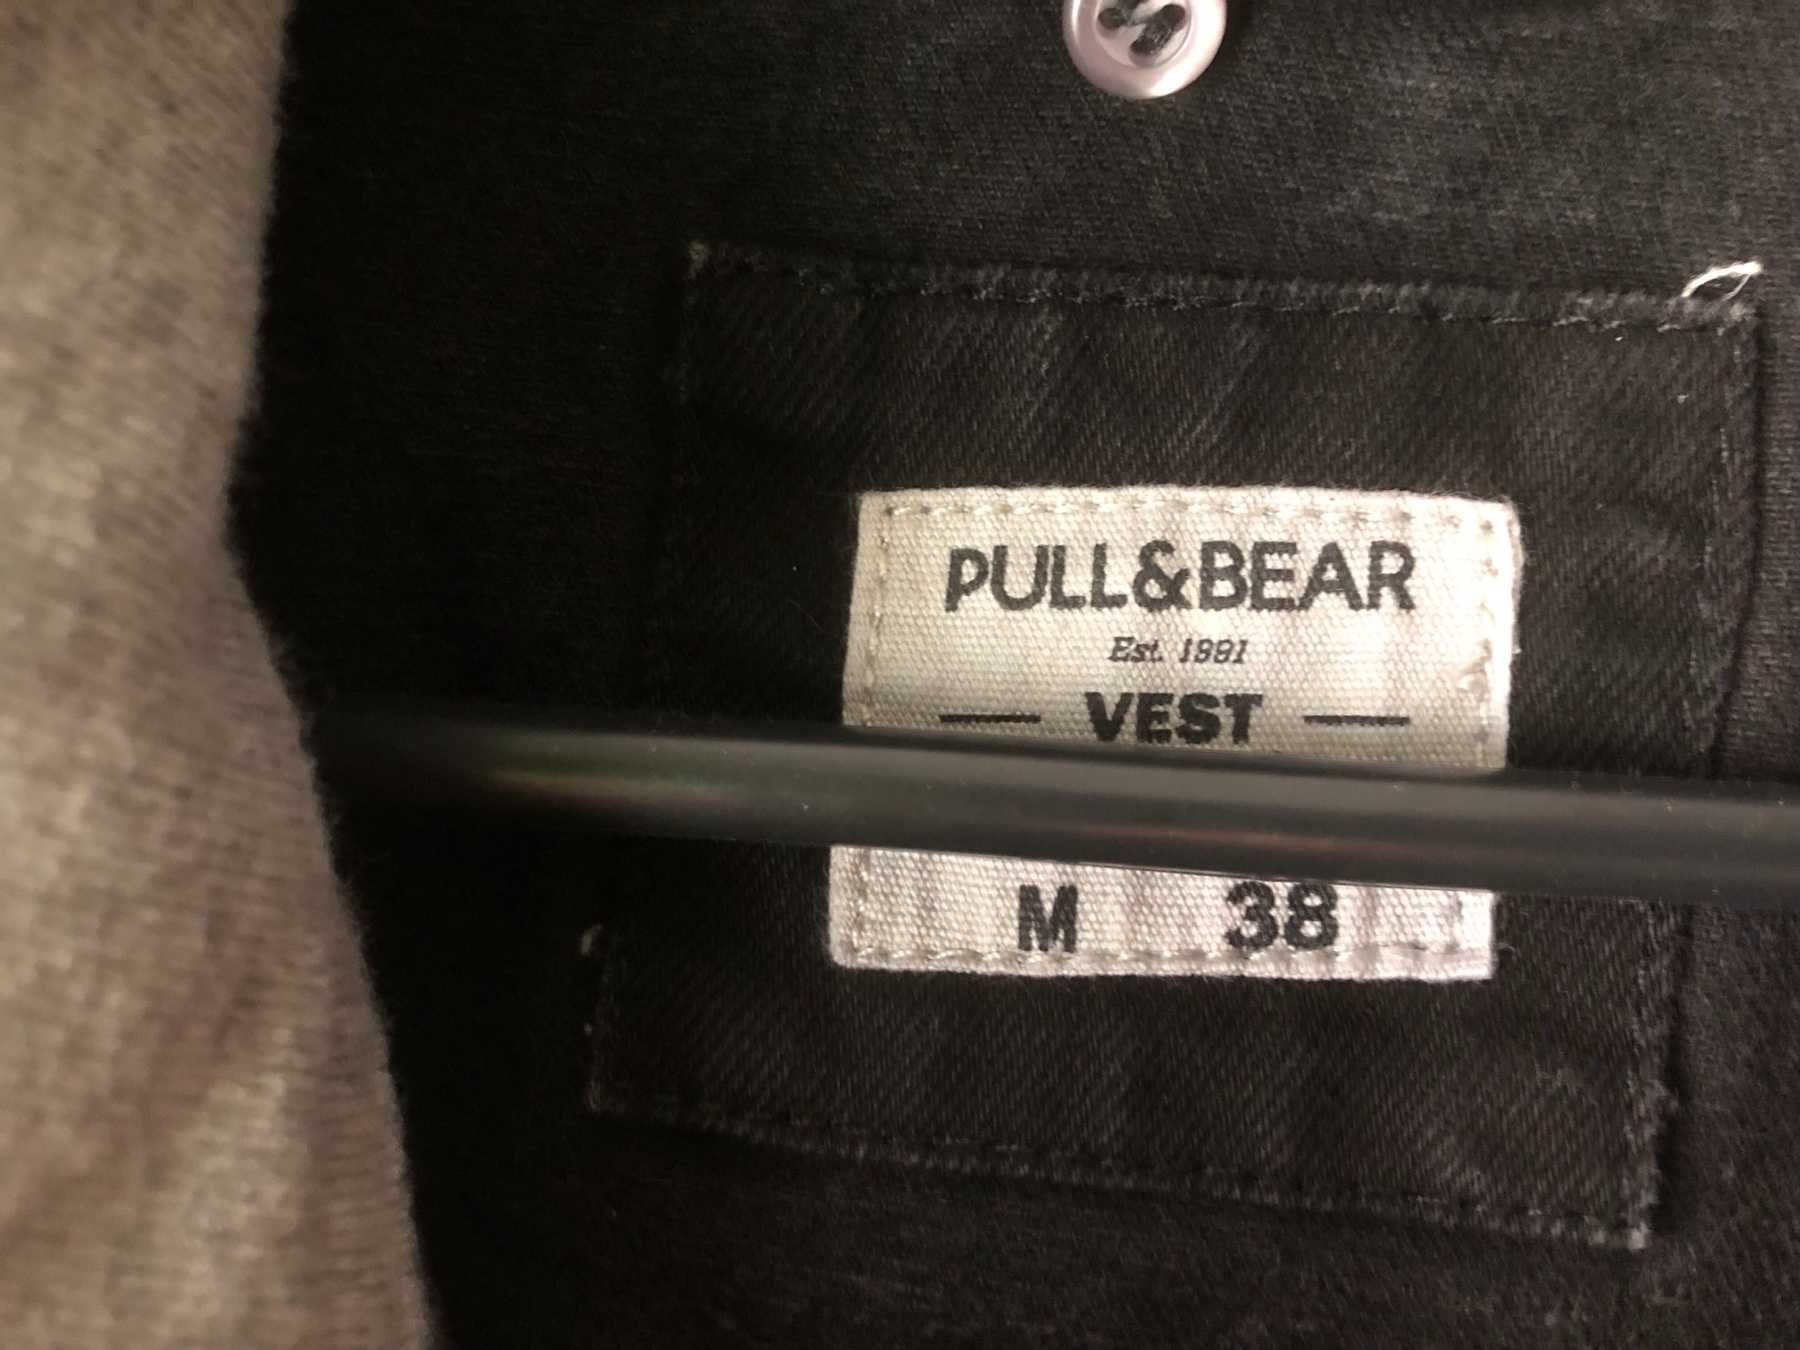 PULL&BEAR
Est. 1991
VEST
M 38